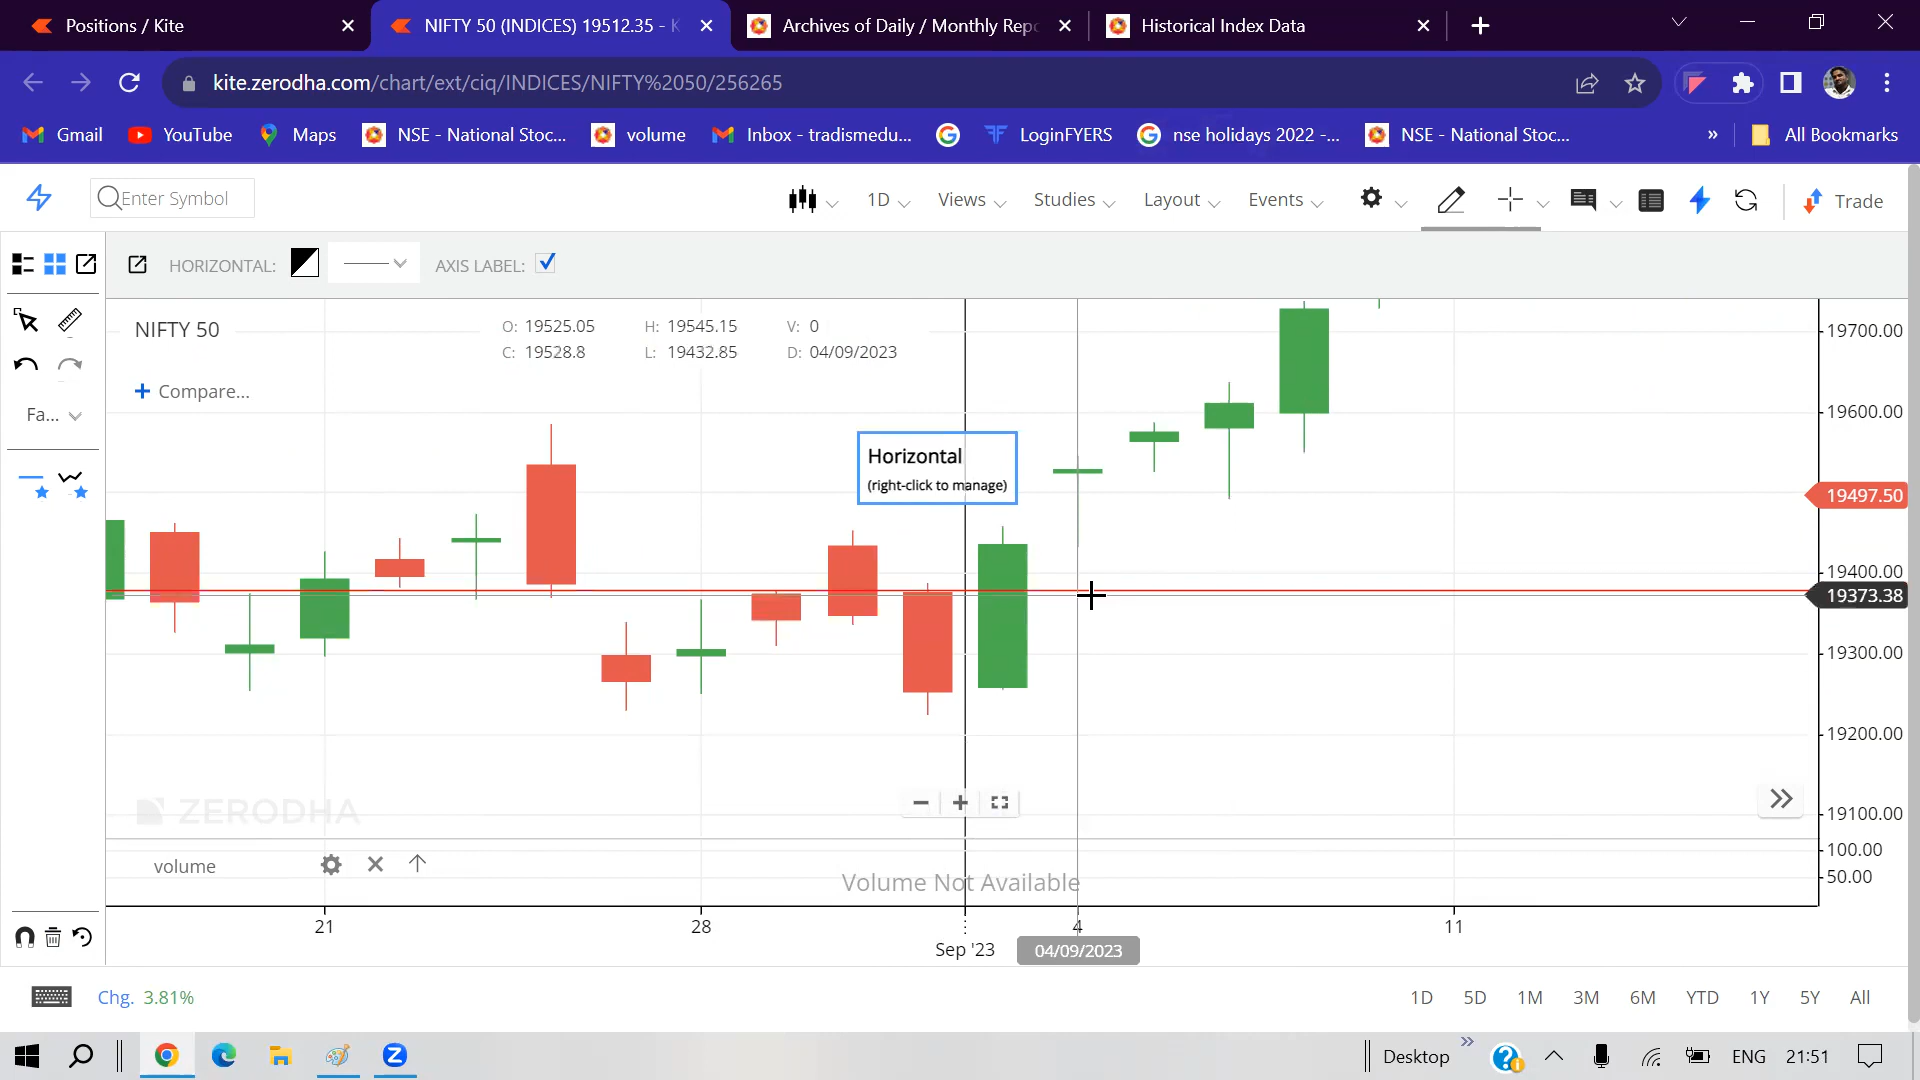 Positions / Kite
NIFTY 50 (INDICES) 19512.35 - K
Archives of Daily / Monthly Repo
Historical Index Data
kite.zerodha.com/chart/ext/ciq/INDICES/NIFTY%2050/256265
Gmail
YouTube
Maps
NSE - National Stoc...
volume
Inbox - tradismedu...
LoginFYERS
nse holidays 2022 -...
NSE - National Stoc...
»
All Bookmarks
Enter Symbol
1D
Views
Studies
Layout
Events
Trade
HORIZONTAL:
AXIS LABEL:
NIFTY 50
O: 19525.05 H: 19545.15 V: 0
C: 19528.8 L: 19432.85 D: 04/09/2023
+ Compare...
Fa...
Horizontal
(right-click to manage)
19700.00
19600.00
19497.50
19400.00
19373.38
19300.00
19200.00
19100.00
100.00
50.00
ZERODHA
volume
Volume Not Available
21
28
4
11
Sep '23
04/09/2023
Chg. 3.81%
1D 5D 1M 3M 6M YTD 1Y 5Y All
Desktop
»
ENG
21:51